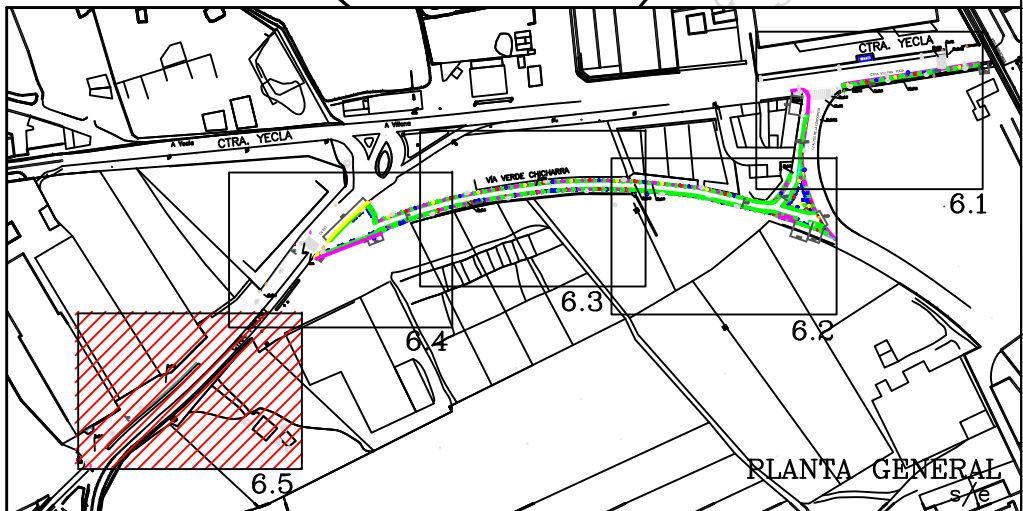 CTRA. YECLA
A Villena
A Yecla
CTRA. YECLA
VÍA VERDE CHICHARRA
6.1
6.3
6.2
6.4
6.5
PLANTA GENERAL
s/e